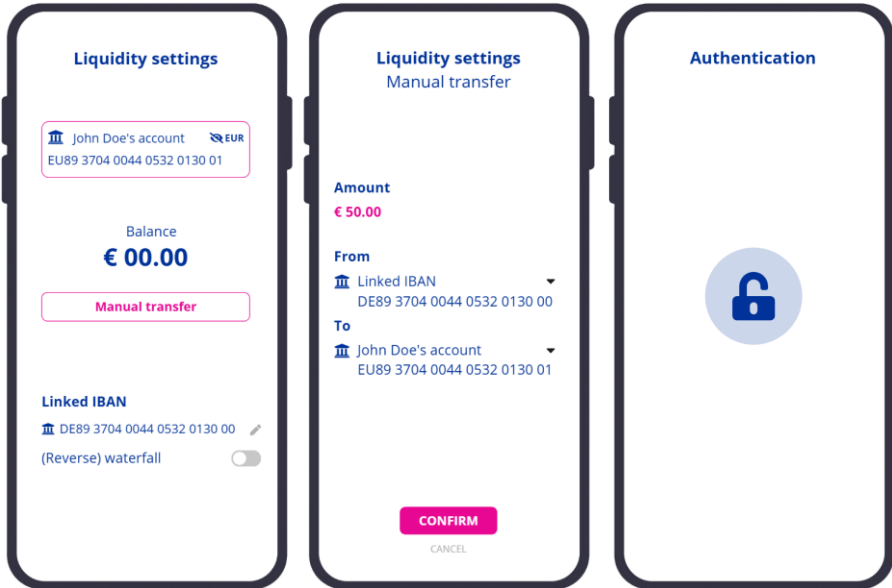 Liquidity settings
John Doe's account EUR
EU89 3704 0044 0532 0130 01
Balance
€ 00.00
Manual transfer
Linked IBAN
DE89 3704 0044 0532 0130 00
(Reverse) waterfall
Liquidity settings
Manual transfer
Amount
€ 50.00
From
Linked IBAN
DE89 3704 0044 0532 0130 00
To
John Doe's account
EU89 3704 0044 0532 0130 01
CONFIRM
CANCEL
Authentication